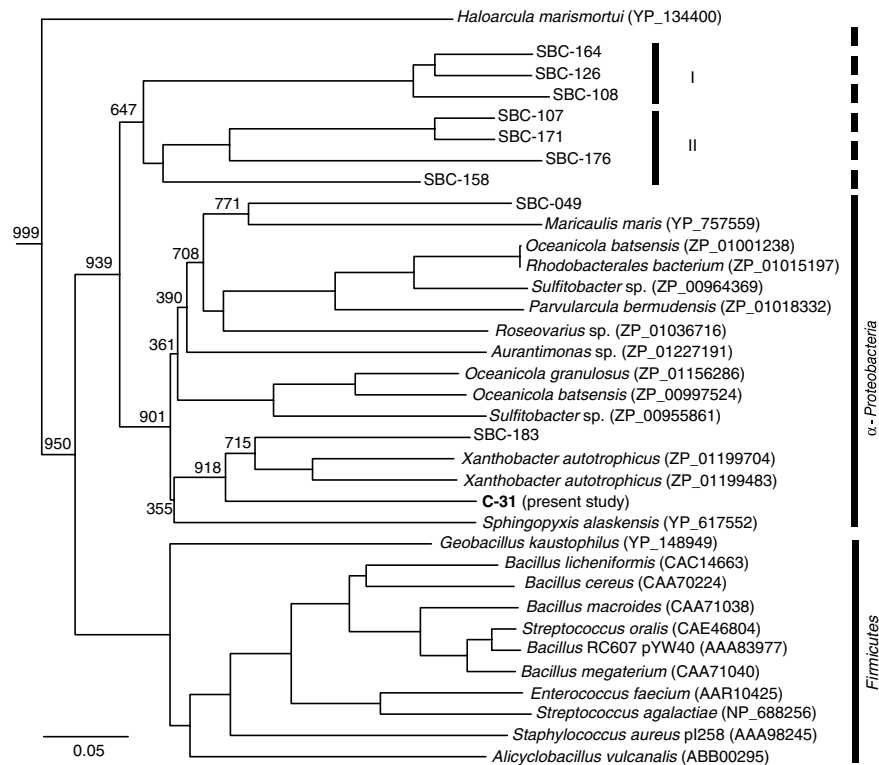 Haloarcula marismortui (YP_134400)
SBC-164
SBC-126
I
SBC-108
647
SBC-107
SBC-171
II
SBC-176
SBC-158
771
SBC-049
Maricaulis maris (YP_757559)
999
939
708
Oceanicola batsensis (ZP_01001238)
Rhodobacterales bacterium (ZP_01015197)
Sulfitobacter sp. (ZP_00964369)
390
Parvularcula bermudensis (ZP_01018332)
Roseovarius sp. (ZP_01036716)
361
Aurantimonas sp. (ZP_01227191)
Oceanicola granulosus (ZP_01156286)
Oceanicola batsensis (ZP_00997524)
901
Sulfitobacter sp. (ZP_00955861)
α-Proteobacteria
950
715
SBC-183
918
Xanthobacter autotrophicus (ZP_01199704)
Xanthobacter autotrophicus (ZP_01199483)
355
C-31 (present study)
Sphingopyxis alaskensis (YP_617552)
Geobacillus kaustophilus (YP_148949)
Bacillus licheniformis (CAC14663)
Bacillus cereus (CAA70224)
Bacillus macroides (CAA71038)
Streptococcus oralis (CAE46804)
Bacillus RC607 pYW40 (AAA83977)
Bacillus megaterium (CAA71040)
Firmicutes
Enterococcus faecium (AAR10425)
Streptococcus agalactiae (NP_688256)
Staphylococcus aureus pI258 (AAA98245)
Alicyclobacillus vulcanalis (ABB00295)
0.05